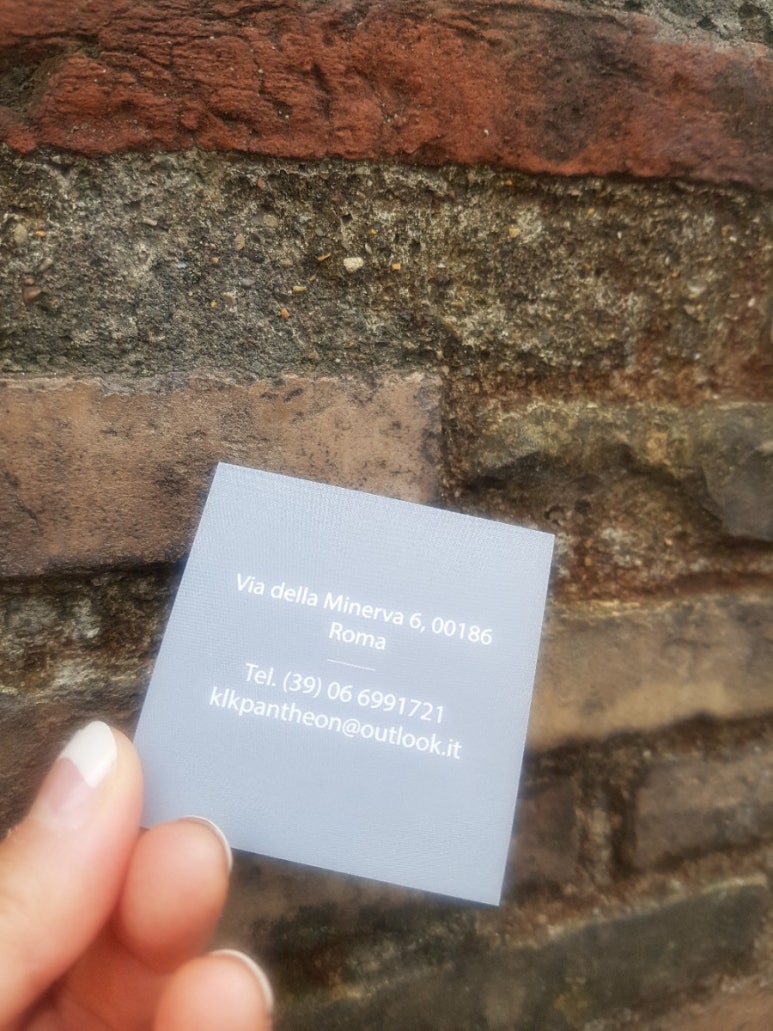 Via della Minerva 6, 00186
Roma
Tel. (39) 06 6991721
klkpantheon@outlook.it